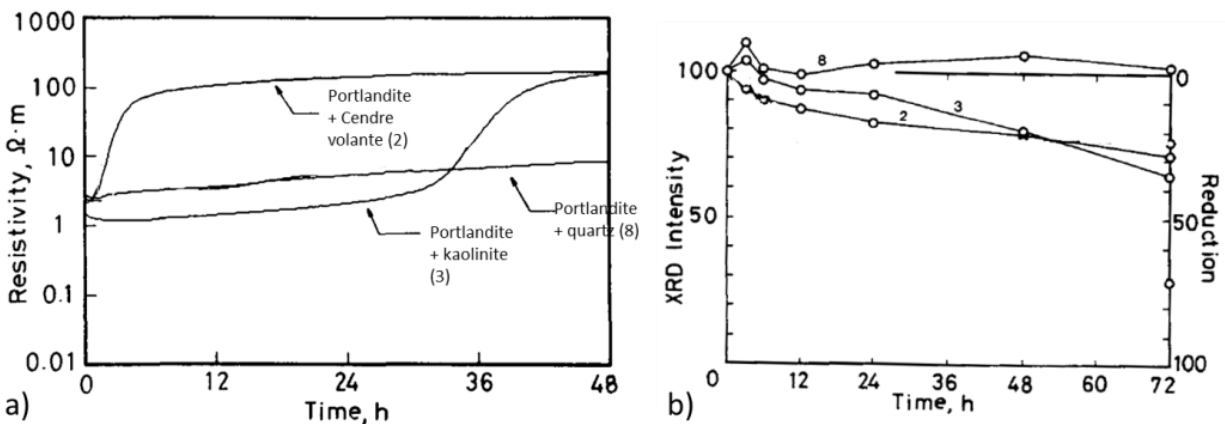 1000
100
10
1
0.1
0.01
Resistivity, Ω·m
Portlandite
+ Cendre
volante (2)
Portlandite
+ kaolinite
(3)
Portlandite
+ quartz (8)
0 12 24 36 48
Time, h
a)
100
50
0
XRD Intensity
8
3
2
0
50
100
Reduction
12 24 36 48 60 72
Time, h
b)